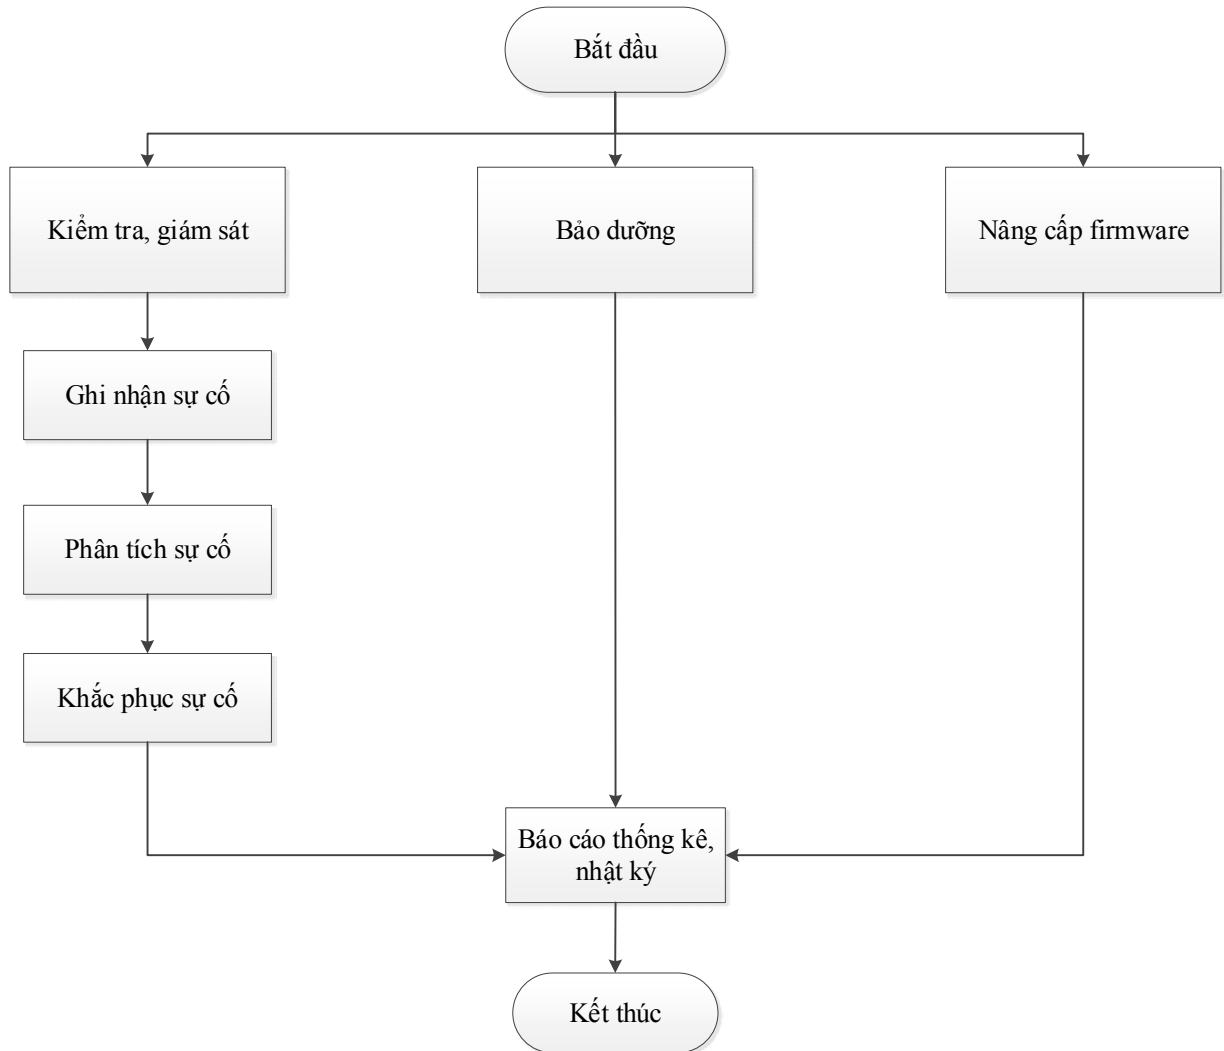 Bắt đầu
Kiểm tra, giám sát
Bảo dưỡng
Nâng cấp firmware
Ghi nhận sự cố
Phân tích sự cố
Khắc phục sự cố
Báo cáo thống kê,
nhật ký
Kết thúc